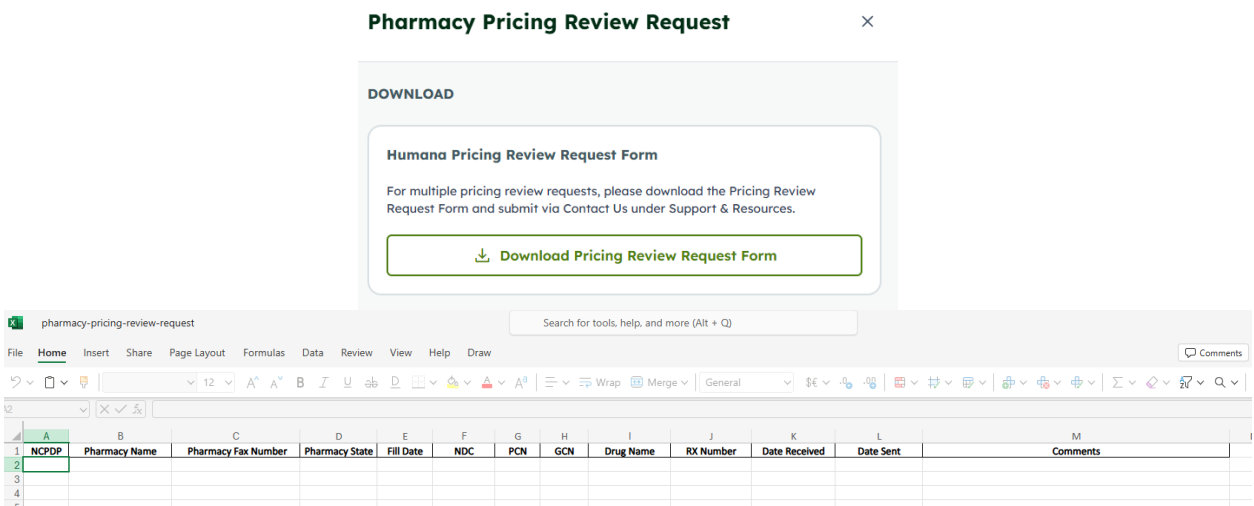 Pharmacy Pricing Review Request
DOWNLOAD
Humana Pricing Review Request Form
For multiple pricing review requests, please download the Pricing Review
Request Form and submit via Contact Us under Support & Resources.
Download Pricing Review Request Form
pharmacy-pricing-review-request
Search for tools, help, and more (Alt + Q)
File Home Insert Share Page Layout Formulas Data Review View Help Draw
Comments
12 A A B I U ab D A A Wrap Merge General $€
A2 fx
A B C D E F G H I J K L M
1 NCPDP Pharmacy Name Pharmacy Fax Number Pharmacy State Fill Date NDC PCN GCN Drug Name RX Number Date Received Date Sent Comments
2
3
4
5